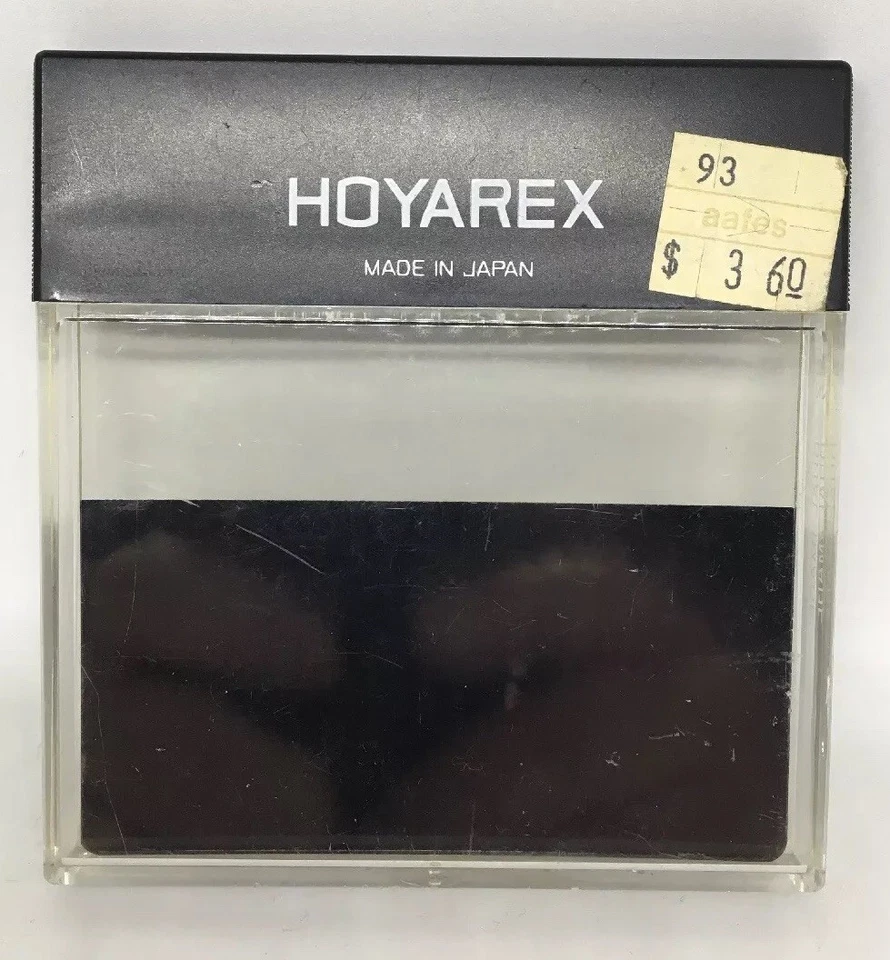 HOYAREX
MADE IN JAPAN
93
aafes
$ 3 60